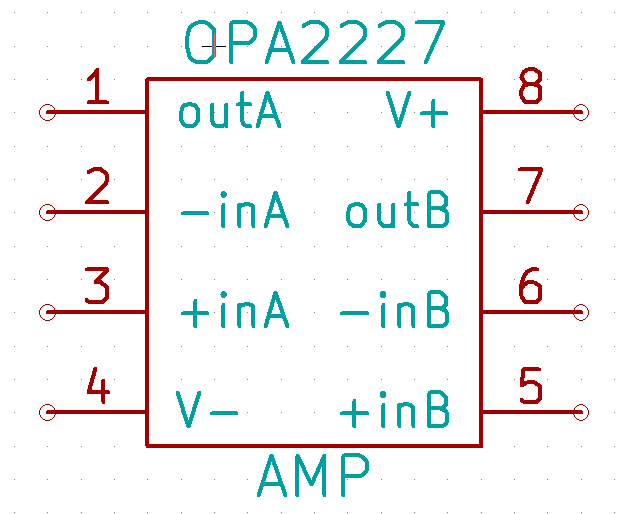 OPA2227
1 8
outA V+
2 7
-inA outB
3 6
+inA -inB
4 5
V- +inB
AMP